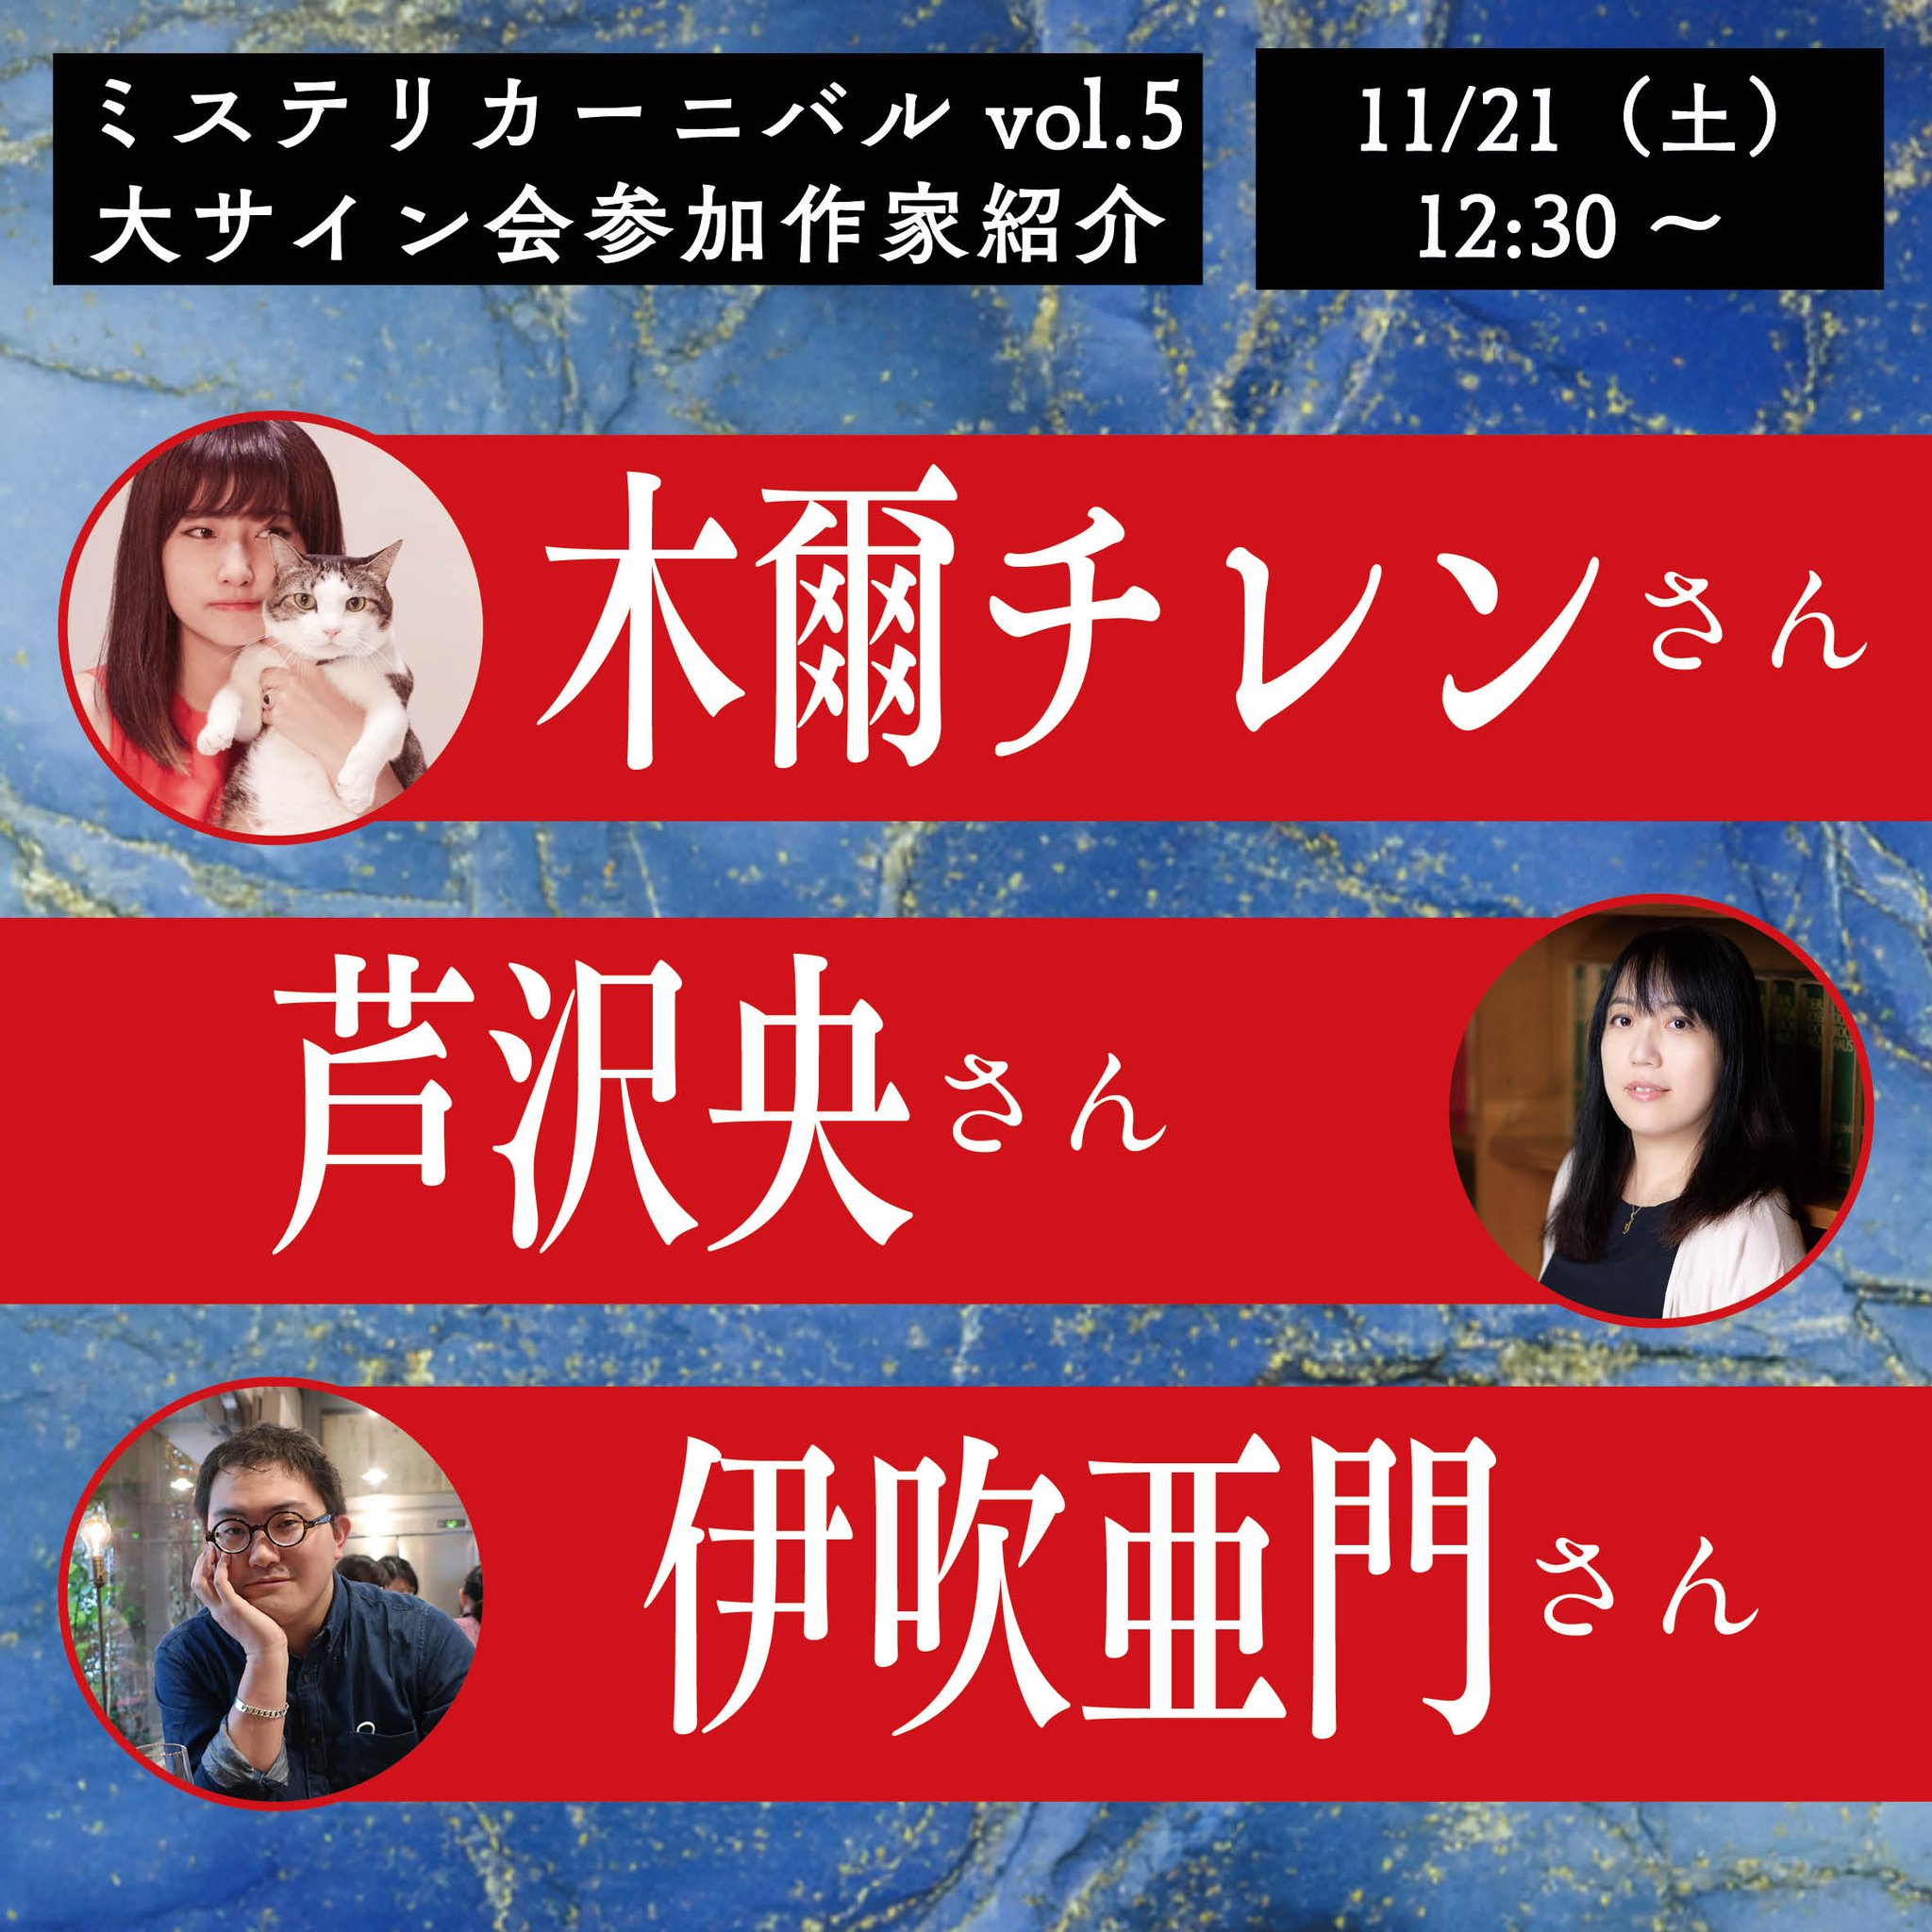 ミステリカーニバル vol.5
大サイン会参加作家紹介
11/21（土）
12:30 〜
木爾チレンさん
芦沢央さん
伊吹亜門さん